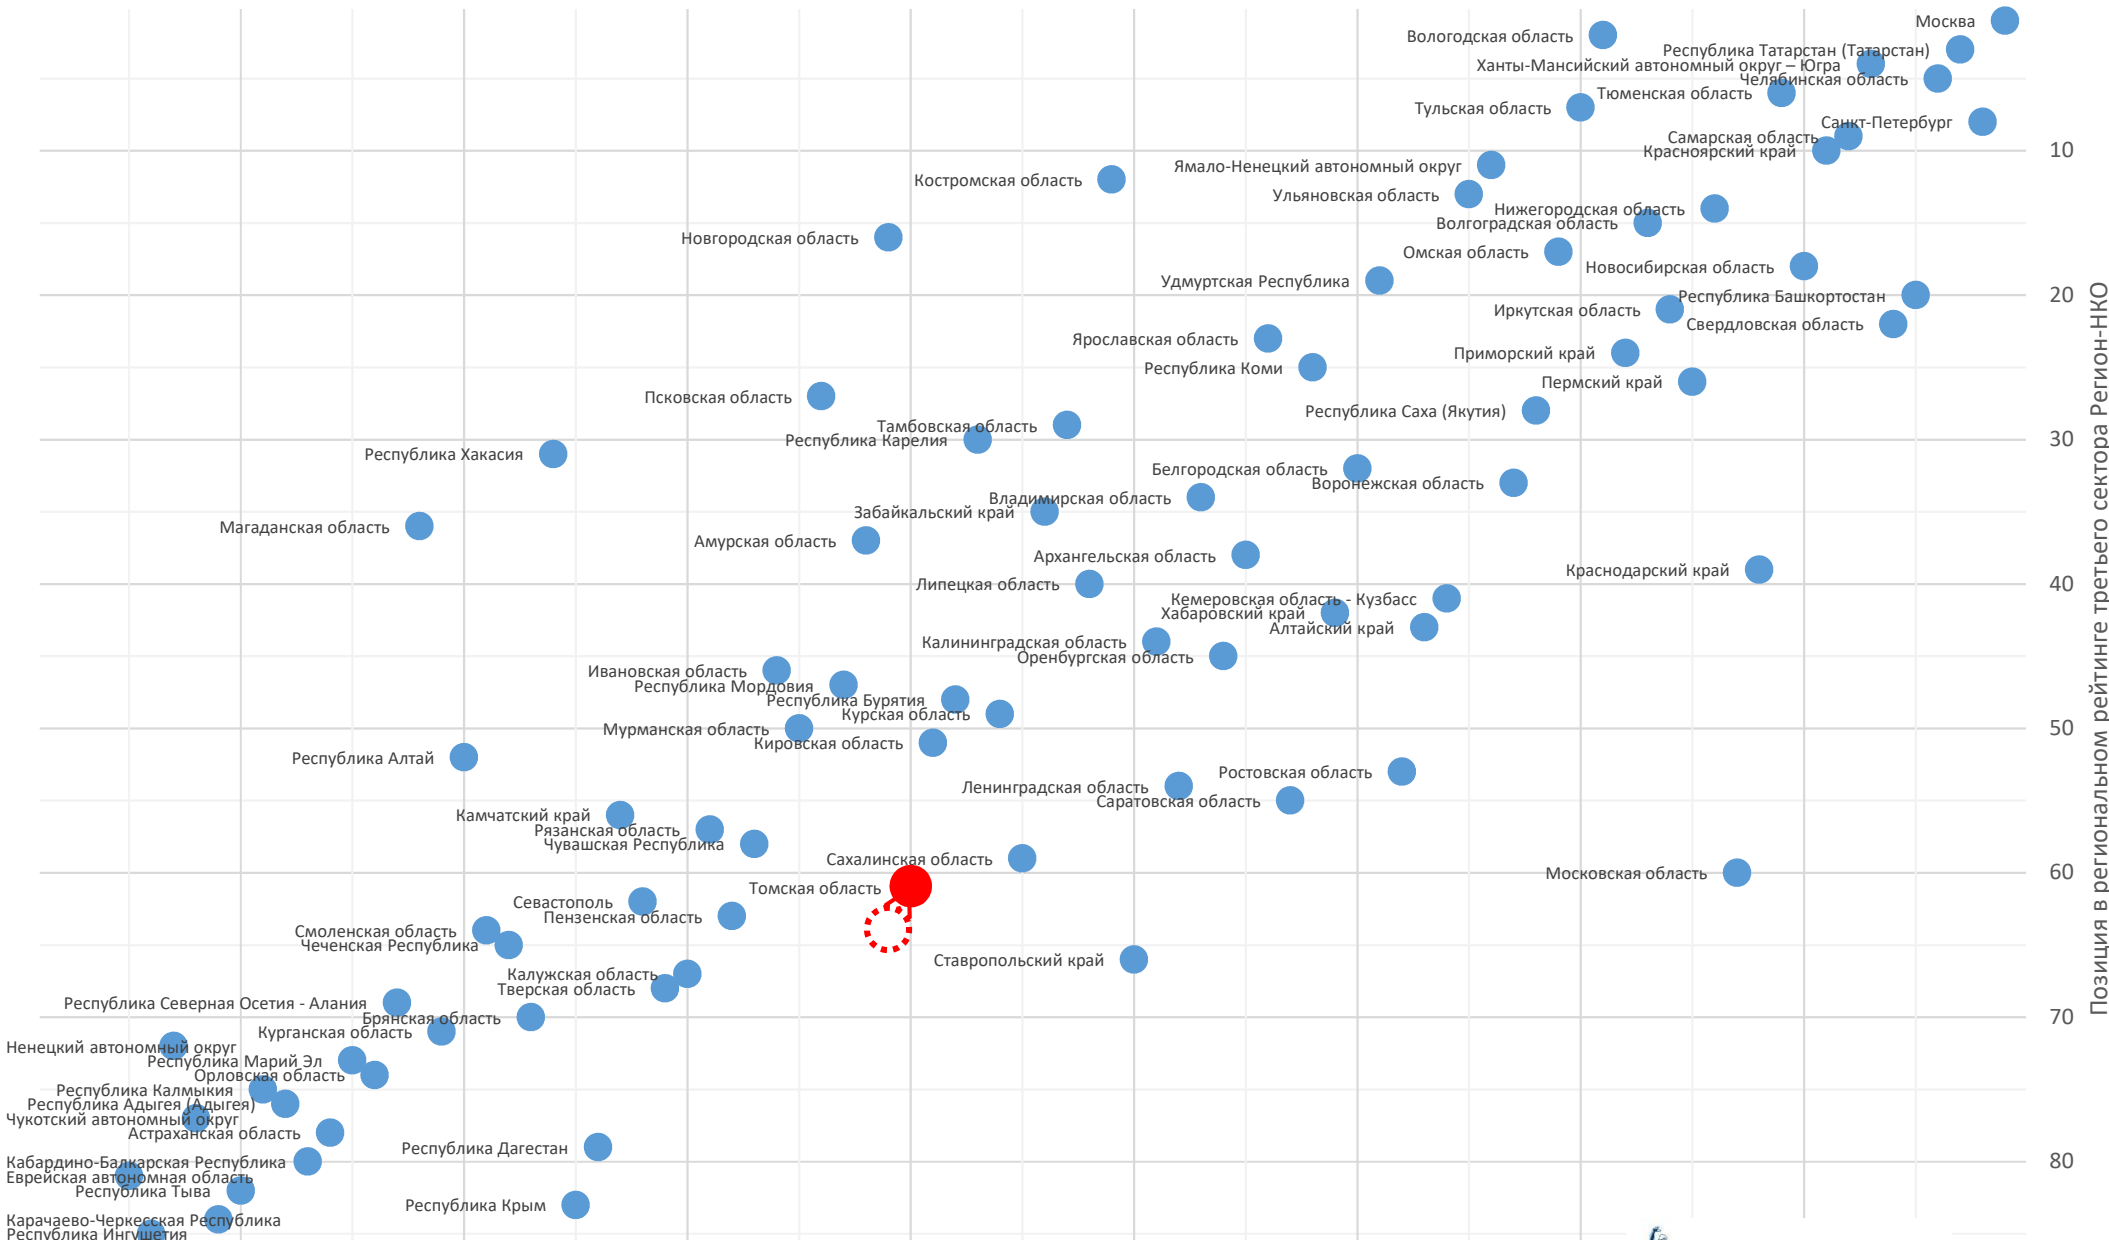 Москва
Вологодская область
Республика Татарстан (Татарстан)
Ханты-Мансийский автономный округ – Югра
Челябинская область
Тюменская область
Тульская область
Санкт-Петербург
Самарская область
Красноярский край
10
Ямало-Ненецкий автономный округ
Костромская область
Ульяновская область
Нижегородская область
Волгоградская область
Новгородская область
Омская область
Новосибирская область
Удмуртская Республика
Республика Башкортостан
20
Иркутская область
Свердловская область
Ярославская область
Приморский край
Республика Коми
Пермский край
Псковская область
Республика Саха (Якутия)
Тамбовская область
Республика Карелия
30
Республика Хакасия
Белгородская область
Воронежская область
Владимирская область
Забайкальский край
Магаданская область
Амурская область
Архангельская область
Краснодарский край
Липецкая область
40
Кемеровская область - Кузбасс
Хабаровский край
Алтайский край
Калининградская область
Оренбургская область
Ивановская область
Республика Мордовия
Республика Бурятия
Курская область
Мурманская область
50
Кировская область
Республика Алтай
Ростовская область
Ленинградская область
Саратовская область
Камчатский край
Рязанская область
Чувашская Республика
Сахалинская область
Московская область
60
Томская область
Севастополь
Пензенская область
Смоленская область
Чеченская Республика
Ставропольский край
Калужская область
Тверская область
Республика Северная Осетия - Алания
Брянская область
70
Курганская область
Ненецкий автономный округ
Республика Марий Эл
Орловская область
Республика Калмыкия
Республика Адыгея (Адыгея)
Чукотский автономный округ
Астраханская область
Республика Дагестан
Кабардино-Балкарская Республика
80
Еврейская автономная область
Республика Тыва
Республика Крым
Карачаево-Черкесская Республика
Республика Ингушетия
Позиция в региональном рейтинге третьего сектора Регион-НКО